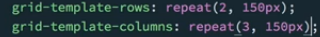 grid-template-rows: repeat(2, 150px);
grid-template-columns: repeat(3, 150px);